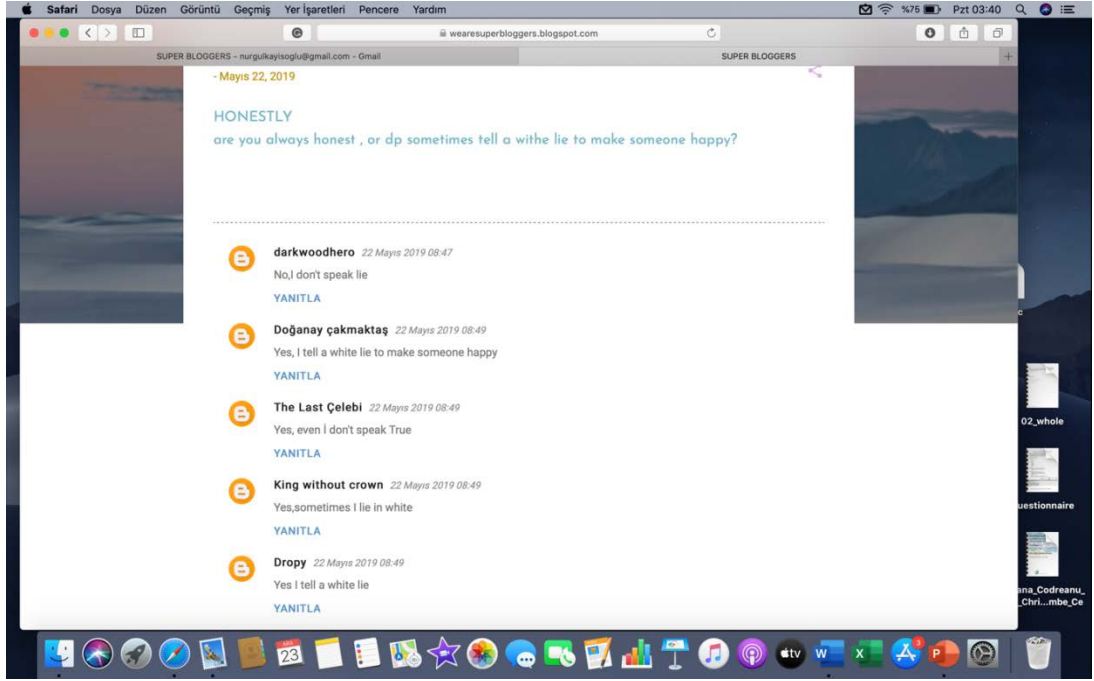 Safari Dosya Düzen Görüntü Geçmiş Yer İşaretleri Pencere Yardım %75 Pzt 03:40
wearesuperbloggers.blogspot.com
SUPER BLOGGERS - nurgulkayisoglu@gmail.com - Gmail
SUPER BLOGGERS
- Mayıs 22, 2019
HONESTLY
are you always honest , or dp sometimes tell a withe lie to make someone happy?
darkwoodhero 22 Mayıs 2019 08:47
No,I don't speak lie
YANITLA
Doğanay çakmaktaş 22 Mayıs 2019 08:49
Yes, I tell a white lie to make someone happy
YANITLA
The Last Çelebi 22 Mayıs 2019 08:49
Yes, even İ don't speak True
YANITLA
King without crown 22 Mayıs 2019 08:49
Yes,sometimes I lie in white
YANITLA
Dropy 22 Mayıs 2019 08:49
Yes I tell a white lie
YANITLA
c
02_whole
uestionnaire
ana_Codreanu_
_Chri...mbe_Ce
23
3
tv
W
X
P